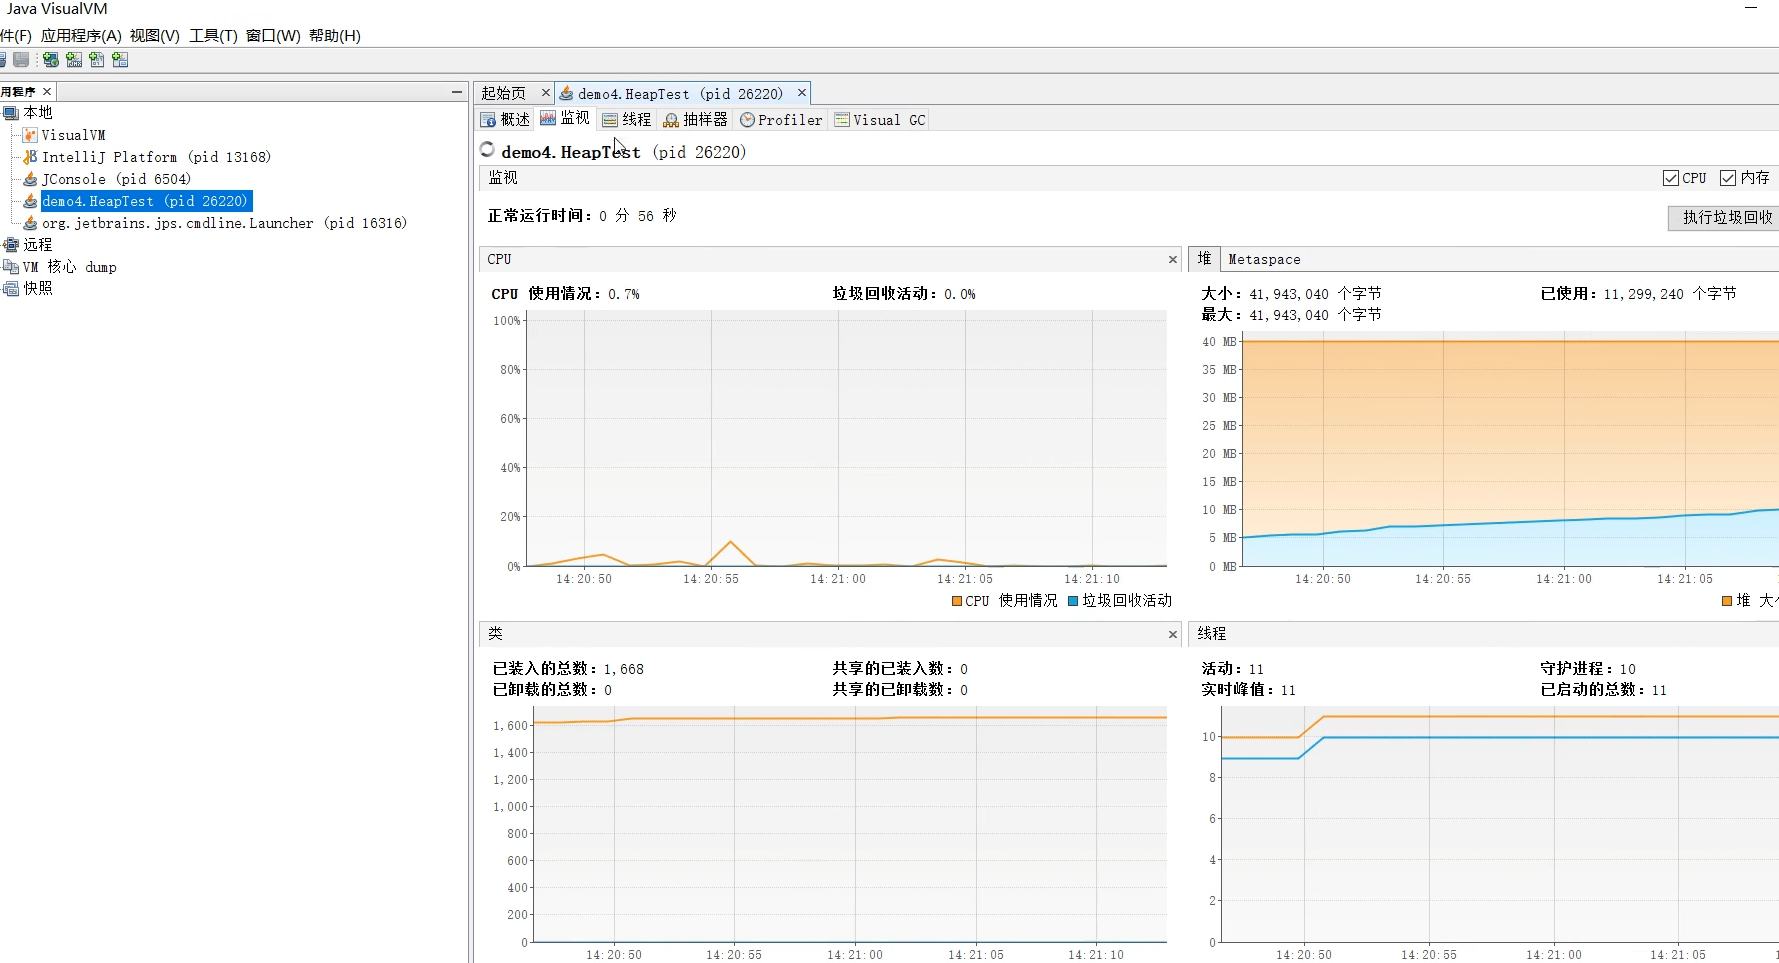 Java VisualVM
件(F) 应用程序(A) 视图(V) 工具(T) 窗口(W) 帮助(H)
用程序
本地
VisualVM
IntelliJ Platform (pid 13168)
JConsole (pid 6504)
demo4.HeapTest (pid 26220)
org.jetbrains.jps.cmdline.Launcher (pid 16316)
远程
VM 核心 dump
快照
起始页 demo4.HeapTest (pid 26220)
概述 监视 线程 抽样器 Profiler Visual GC
demo4.HeapTest (pid 26220)
监视 CPU 内存
正常运行时间：0 分 56 秒
执行垃圾回收
CPU
CPU 使用情况：0.7% 垃圾回收活动：0.0%
100%
80%
60%
40%
20%
0%
14:20:50 14:20:55 14:21:00 14:21:05 14:21:10
CPU 使用情况 垃圾回收活动
堆 Metaspace
大小：41,943,040 个字节 已使用：11,299,240 个字节
最大：41,943,040 个字节
40 MB
35 MB
30 MB
25 MB
20 MB
15 MB
10 MB
5 MB
0 MB
14:20:50 14:20:55 14:21:00 14:21:05
堆 大小
类
已装入的总数：1,668 共享的已装入数：0
已卸载的总数：0 共享的已卸载数：0
1,600
1,400
1,200
1,000
800
600
400
200
0
14:20:50 14:20:55 14:21:00 14:21:05 14:21:10
线程
活动：11 守护进程：10
实时峰值：11 已启动的总数：11
10
8
6
4
2
0
14:20:50 14:20:55 14:21:00 14:21:05